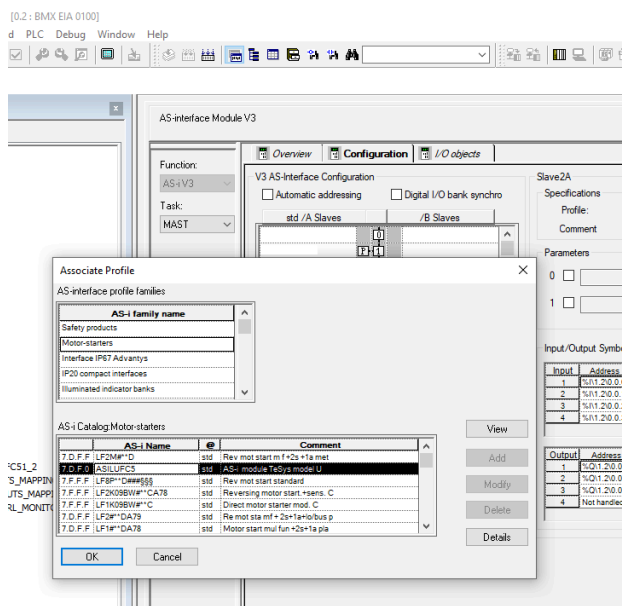 [0.2 : BMX EIA 0100]
d PLC Debug Window Help
AS-interface Module V3
Overview Configuration I/O objects
Function:
AS-i V3
Task:
MAST
V3 AS-Interface Configuration
Automatic addressing Digital I/O bank synchro
std /A Slaves /B Slaves
0
P 1
Slave2A
Specifications
Profile:
Comment
Parameters
0
1
Input/Output Symb
Input Address
1 %I\1.2\0.0.
2 %I\1.2\0.0.
3 %I\1.2\0.0.
4 %I\1.2\0.0.
Output Address
1 %Q\1.2\0.0
2 %Q\1.2\0.0
3 %Q\1.2\0.0
4 Not handled
FC51_2
TS_MAPPIN
UTS_MAPPI
RL_MONITO
Associate Profile
AS-interface profile families
AS-i family name
Safety products
Motor-starters
Interface IP67 Advantys
IP20 compact interfaces
Illuminated indicator banks
AS-i Catalog:Motor-starters
AS-i Name @ Comment
7.D.F.F LF2M#**D std Rev mot start m f +2s +1a met
7.D.F.0 ASILUFC5 std AS-i module TeSys model U
7.F.F.F LF8P**D###§§§ std Rev mot start standard
7.F.F.F LF2K09BW#**CA78 std Reversing motor start.+sens. C
7.F.F.F LF1K09BW#**C std Direct motor starter mod. C
7.D.F.F LF2#**DA79 std Re mot sta mf + 2s+1a+lo/bus p
7.D.F.F LF1#**DA78 std Motor start mul fun +2s+1a pla
View
Add
Modify
Delete
Details
OK Cancel